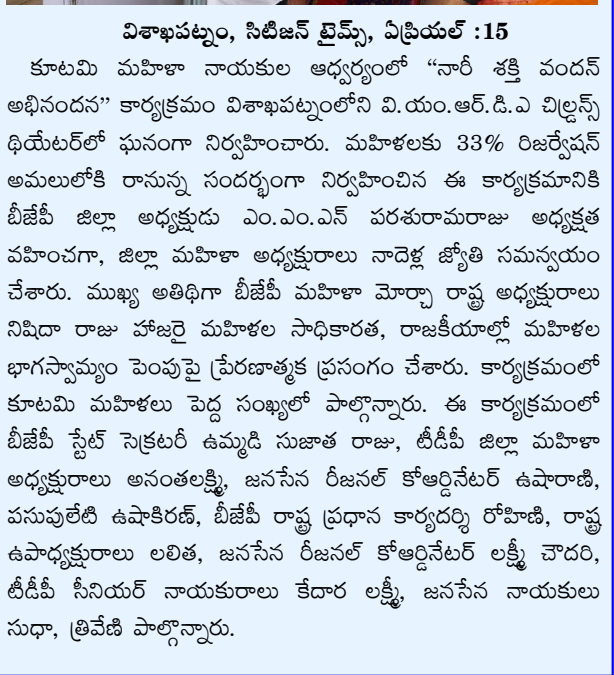 విశాఖపట్నం, సిటిజన్ టైమ్స్, ఏప్రియల్ :15
కూటమి మహిళా నాయకుల ఆధ్వర్యంలో “నారీ శక్తి వందన్
అభినందన” కార్యక్రమం విశాఖపట్నంలోని వి.యం.ఆర్.డి.ఎ చిల్డ్రన్స్
థియేటర్‌లో ఘనంగా నిర్వహించారు. మహిళలకు 33% రిజర్వేషన్
అమలులోకి రానున్న సందర్భంగా నిర్వహించిన ఈ కార్యక్రమానికి
బీజేపీ జిల్లా అధ్యక్షుడు ఎం.ఎం.ఎన్ పరశురామరాజు అధ్యక్షత
వహించగా, జిల్లా మహిళా అధ్యక్షురాలు నాదెళ్ల జ్యోతి సమన్వయం
చేశారు. ముఖ్య అతిథిగా బీజేపీ మహిళా మోర్చా రాష్ట్ర అధ్యక్షురాలు
నిషిదా రాజు హాజరై మహిళల సాధికారత, రాజకీయాల్లో మహిళల
భాగస్వామ్యం పెంపుపై ప్రేరణాత్మక ప్రసంగం చేశారు. కార్యక్రమంలో
కూటమి మహిళలు పెద్ద సంఖ్యలో పాల్గొన్నారు. ఈ కార్యక్రమంలో
బీజేపీ స్టేట్ సెక్రటరీ ఉమ్మడి సుజాత రాజు, టీడీపీ జిల్లా మహిళా
అధ్యక్షురాలు అనంతలక్ష్మి, జనసేన రీజనల్ కోఆర్డినేటర్ ఉషారాణి,
పసుపులేటి ఉషాకిరణ్, బీజేపీ రాష్ట్ర ప్రధాన కార్యదర్శి రోహిణి, రాష్ట్ర
ఉపాధ్యక్షురాలు లలిత, జనసేన రీజనల్ కోఆర్డినేటర్ లక్ష్మీ చౌదరి,
టీడీపీ సీనియర్ నాయకురాలు కేదార లక్ష్మీ, జనసేన నాయకులు
సుధా, త్రివేణి పాల్గొన్నారు.